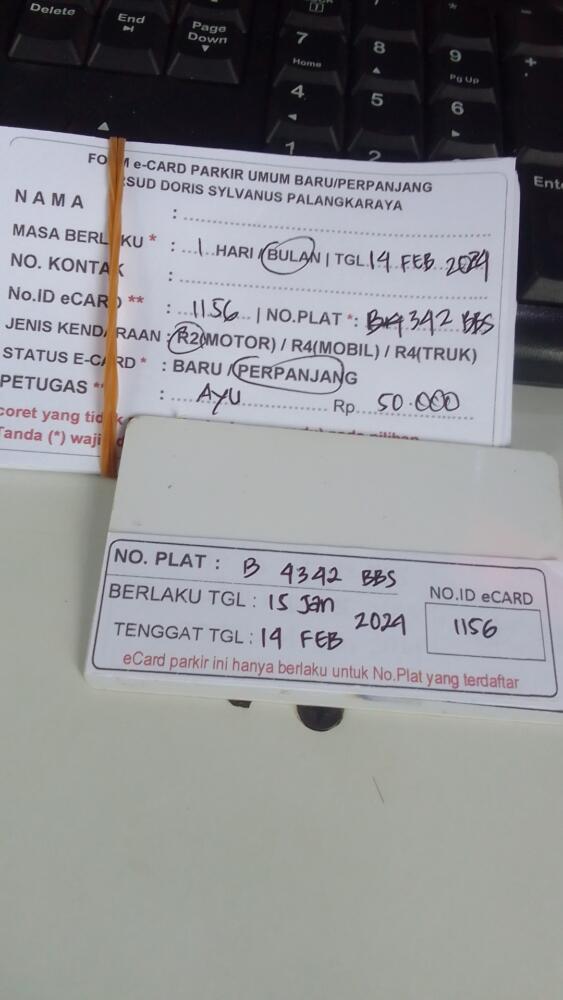 Delete
End
Page
Down
7
Home
8
9
Pg Up
*
-
+
4
5
6
1
2
Ente
FORM e-CARD PARKIR UMUM BARU/PERPANJANG
RSUD DORIS SYLVANUS PALANGKARAYA
NAMA :
MASA BERLAKU * : 1 HARI / BULAN | TGL 14 FEB 2024
NO. KONTAK :
No.ID eCARD ** : 1156 | NO.PLAT *: B 4342 BBS
JENIS KENDARAAN : R2(MOTOR) / R4(MOBIL) / R4(TRUK)
STATUS E-CARD * : BARU / PERPANJANG
PETUGAS ** : AYU Rp 50.000
coret yang tidak pilihan
Tanda (*) waji
NO. PLAT : B 4342 BBS
BERLAKU TGL : 15 Jan 2024
TENGGAT TGL : 14 FEB
NO.ID eCARD
1156
eCard parkir ini hanya berlaku untuk No.Plat yang terdaftar